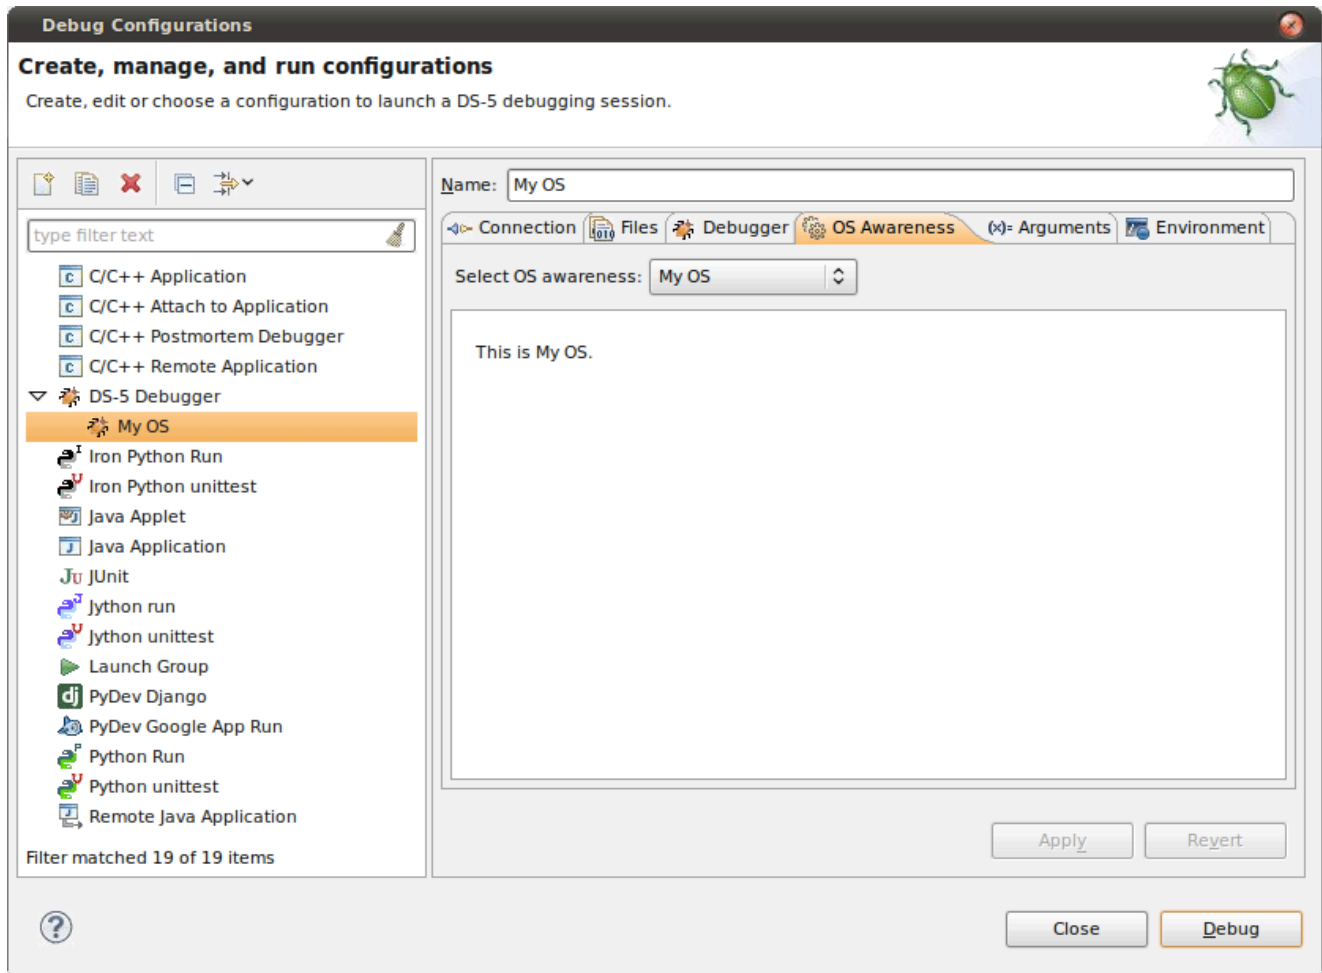 Debug Configurations
Create, manage, and run configurations
Create, edit or choose a configuration to launch a DS-5 debugging session.
type filter text
C/C++ Application
C/C++ Attach to Application
C/C++ Postmortem Debugger
C/C++ Remote Application
DS-5 Debugger
My OS
Iron Python Run
Iron Python unittest
Java Applet
Java Application
JUnit
Jython run
Jython unittest
Launch Group
PyDev Django
PyDev Google App Run
Python Run
Python unittest
Remote Java Application
Filter matched 19 of 19 items
Name: My OS
Connection Files Debugger OS Awareness (x)= Arguments Environment
Select OS awareness: My OS
This is My OS.
Apply Revert
Close Debug